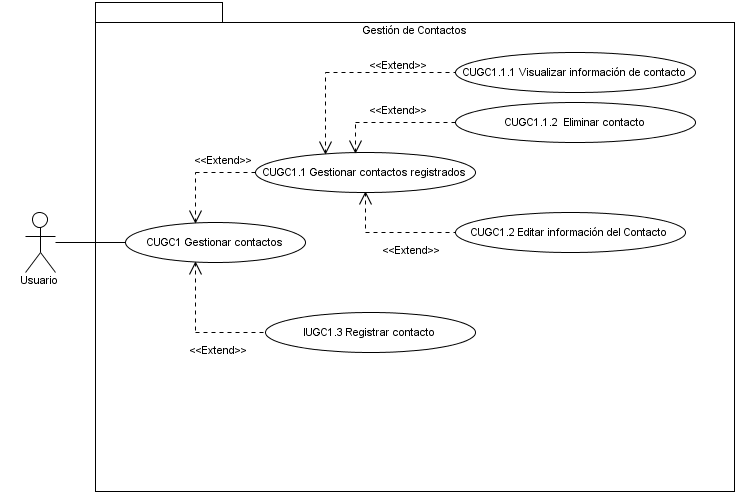 Gestión de Contactos
<<Extend>>
CUGC1.1.1 Visualizar información de contacto
<<Extend>>
CUGC1.1.2 Eliminar contacto
<<Extend>>
CUGC1.1 Gestionar contactos registrados
CUGC1 Gestionar contactos
CUGC1.2 Editar información del Contacto
<<Extend>>
Usuario
IUGC1.3 Registrar contacto
<<Extend>>